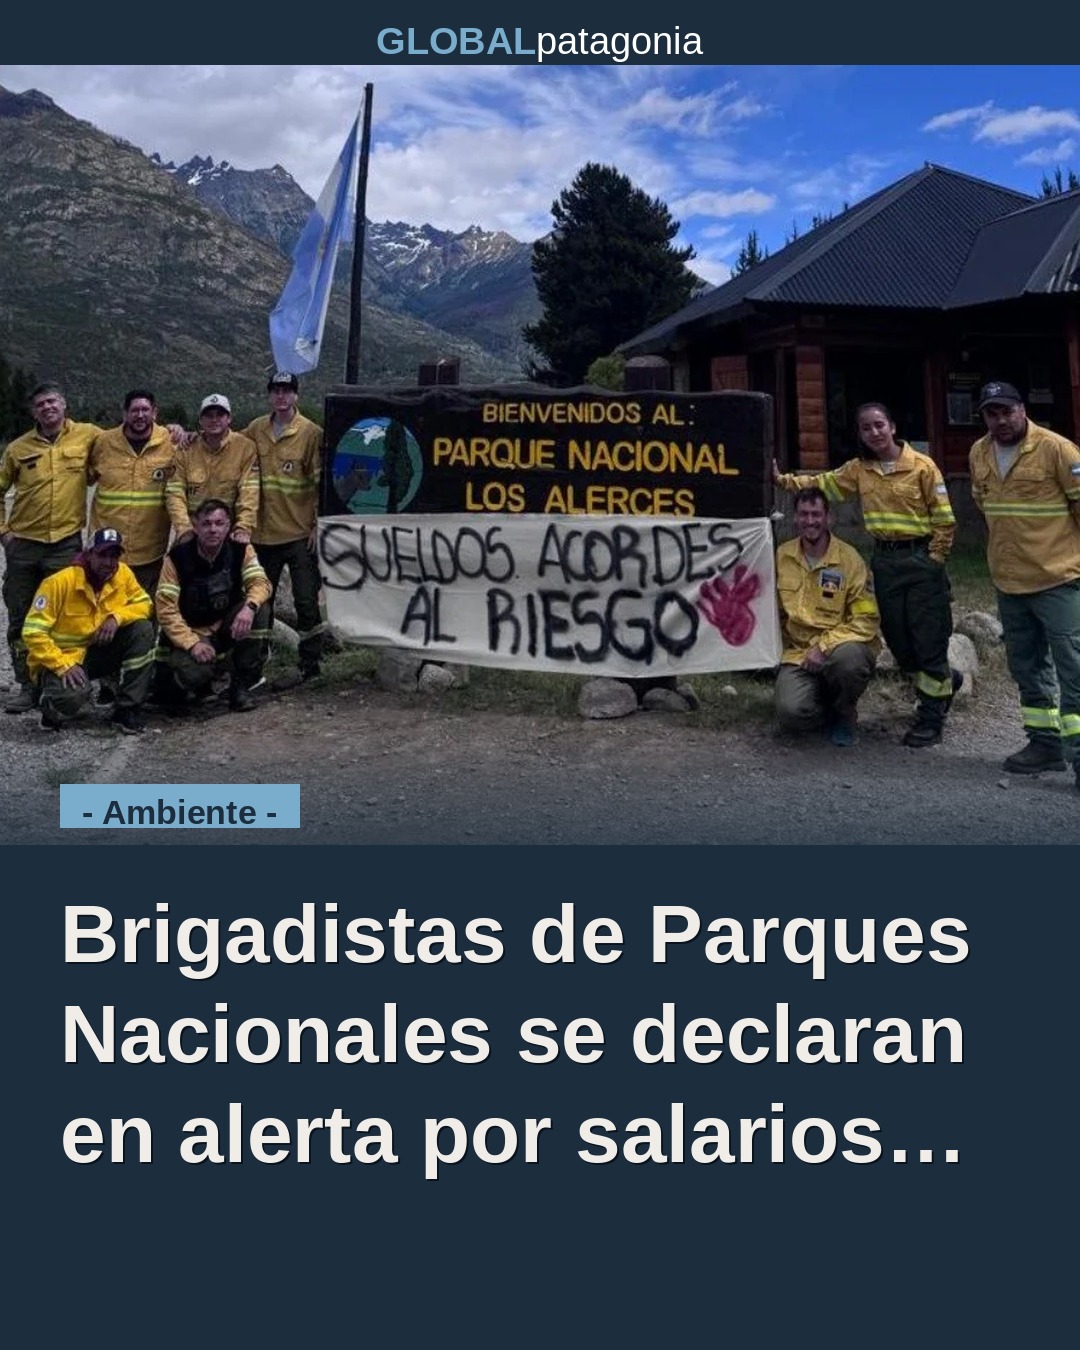 GLOBALpatagonia
BIENVENIDOS AL:
PARQUE NACIONAL
LOS ALERCES
SUELDOS ACORDES
AL RIESGO
- Ambiente -
Brigadistas de Parques
Nacionales se declaran
en alerta por salarios...